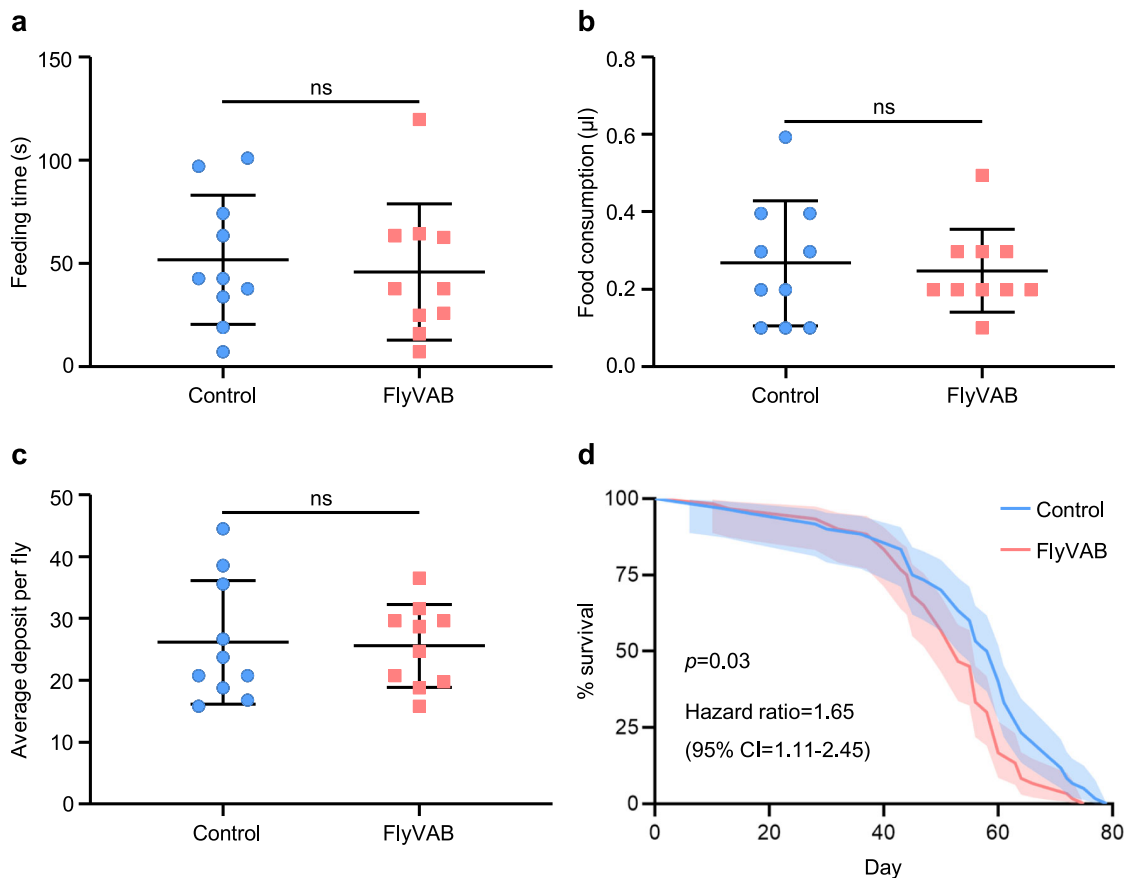 a
150
100
50
0
Feeding time (s)
ns
Control
FlyVAB
b
0.8
0.6
0.4
0.2
0.0
Food consumption (µl)
ns
Control
FlyVAB
c
50
40
30
20
10
0
Average deposit per fly
ns
Control
FlyVAB
d
100
75
50
25
0
% survival
Control
FlyVAB
p=0.03
Hazard ratio=1.65
(95% CI=1.11-2.45)
0 20 40 60 80
Day